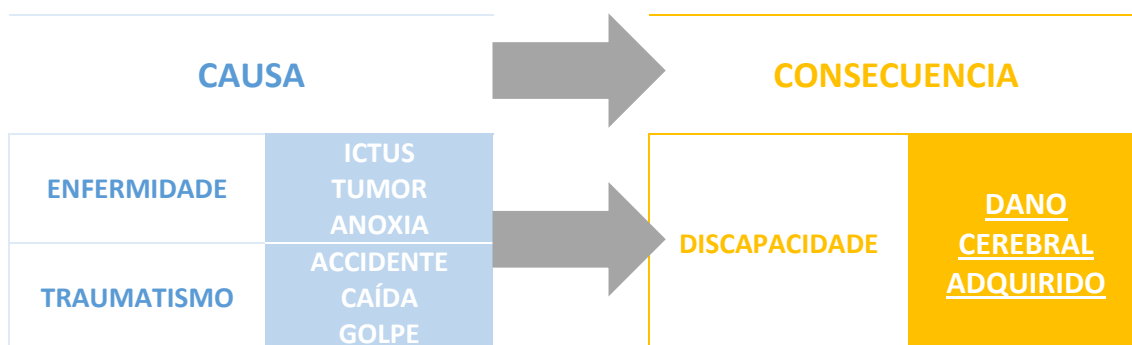 CAUSA
CONSECUENCIA
ENFERMIDADE
ICTUS
TUMOR
ANOXIA
TRAUMATISMO
ACCIDENTE
CAÍDA
GOLPE
DISCAPACIDADE
DANO
CEREBRAL
ADQUIRIDO